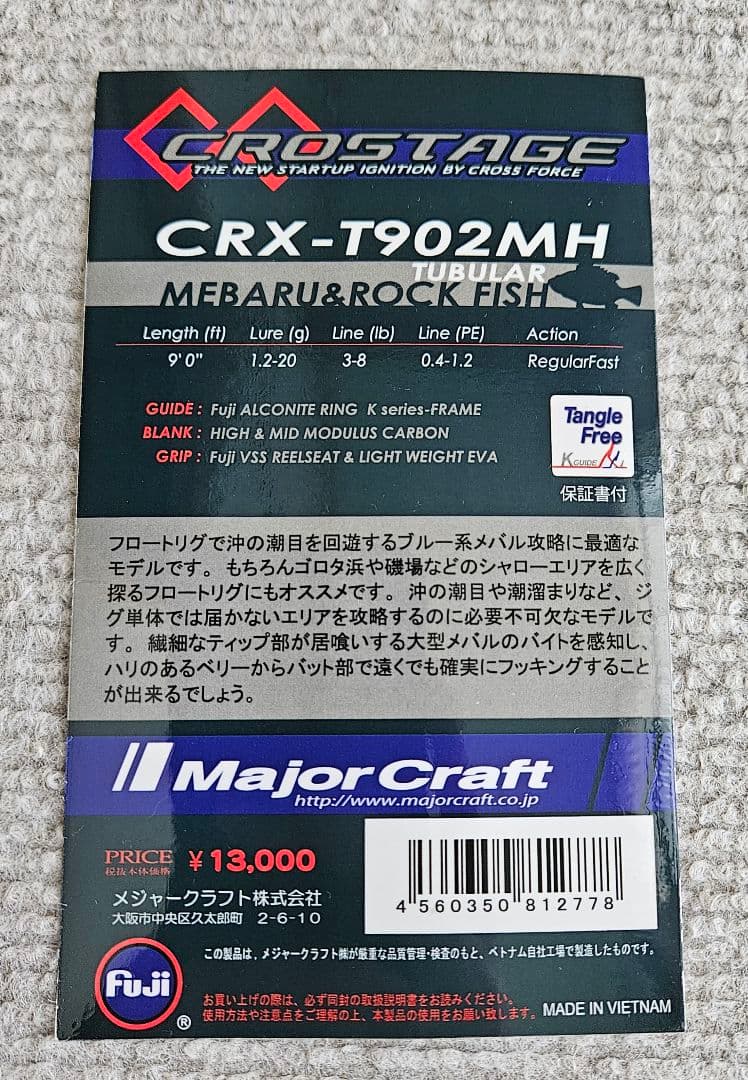 CROSTAGE
THE NEW STARTUP IGNITION BY CROSS FORCE
CRX-T902MH
TUBULAR
MEBARU&ROCK FISH
Length (ft) Lure (g) Line (lb) Line (PE) Action
9'0" 1.2-20 3-8 0.4-1.2 RegularFast
GUIDE : Fuji ALCONITE RING K series-FRAME
BLANK : HIGH & MID MODULUS CARBON
GRIP : Fuji VSS REELSEAT & LIGHT WEIGHT EVA
Tangle
Free
K GUIDE
保証書付
フロートリグで沖の潮目を回遊するブルー系メバル攻略に最適な
モデルです。もちろんゴロタ浜や磯場などのシャローエリアを広く
探るフロートリグにもオススメです。沖の潮目や潮溜まりなど、ジ
グ単体では届かないエリアを攻略するのに必要不可欠なモデルで
す。繊細なティップ部が居喰いする大型メバルのバイトを感知し、
ハリのあるベリーからバット部で遠くでも確実にフッキングすること
が出来るでしょう。
Major Craft
http://www.majorcraft.co.jp
PRICE ¥13,000
税抜本体価格
メジャークラフト株式会社
大阪市中央区久太郎町 2-6-10
4 560350 812778
この製品は、メジャークラフト㈱が厳重な品質管理・検査のもと、ベトナム自社工場で製造したものです。
Fuji
®
お買い上げの際は、必ず同封の取扱説明書をお読みください。
使用方法や注意点をご理解の上、本製品の使用をお願い致します。
MADE IN VIETNAM